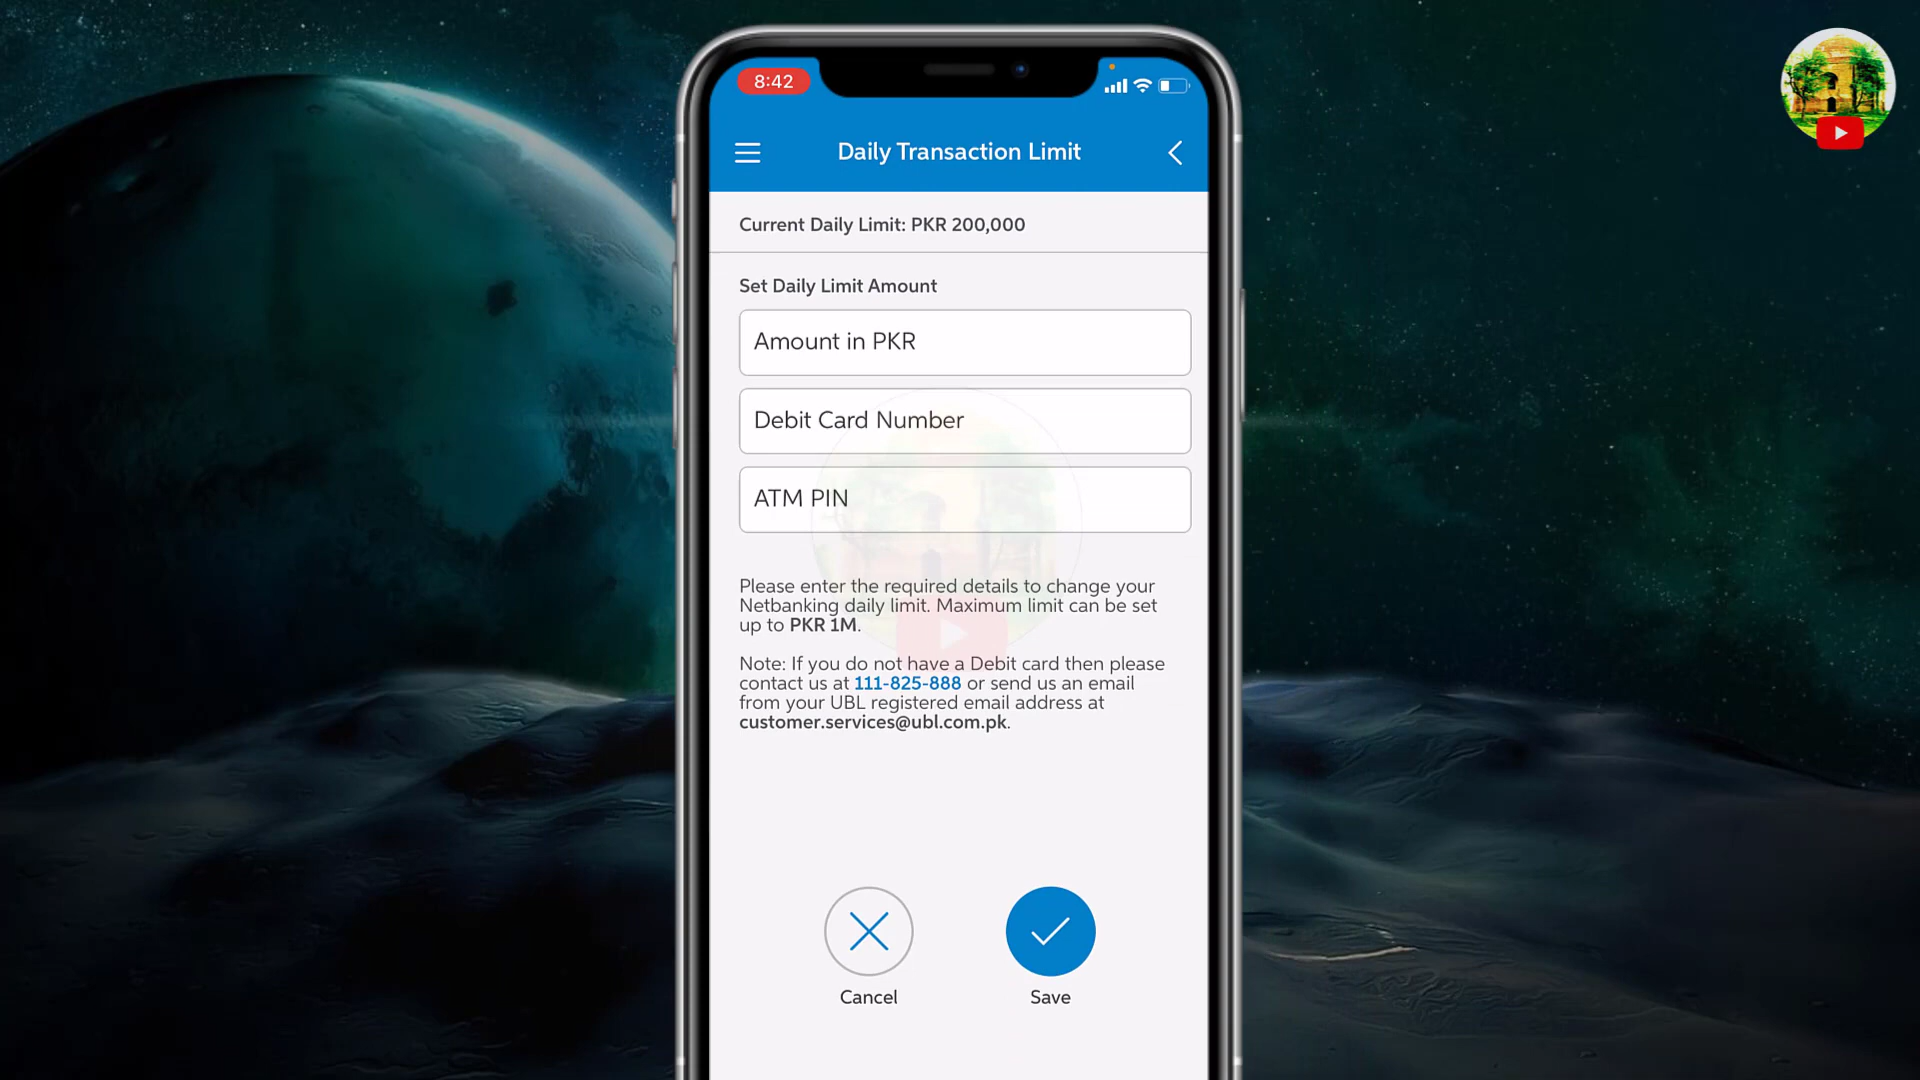 8:42
Daily Transaction Limit
Current Daily Limit: PKR 200,000
Set Daily Limit Amount
Amount in PKR
Debit Card Number
ATM PIN
Please enter the required details to change your
Netbanking daily limit. Maximum limit can be set
up to PKR 1M.
Note: If you do not have a Debit card then please
contact us at 111-825-888 or send us an email
from your UBL registered email address at
customer.services@ubl.com.pk.
Cancel
Save